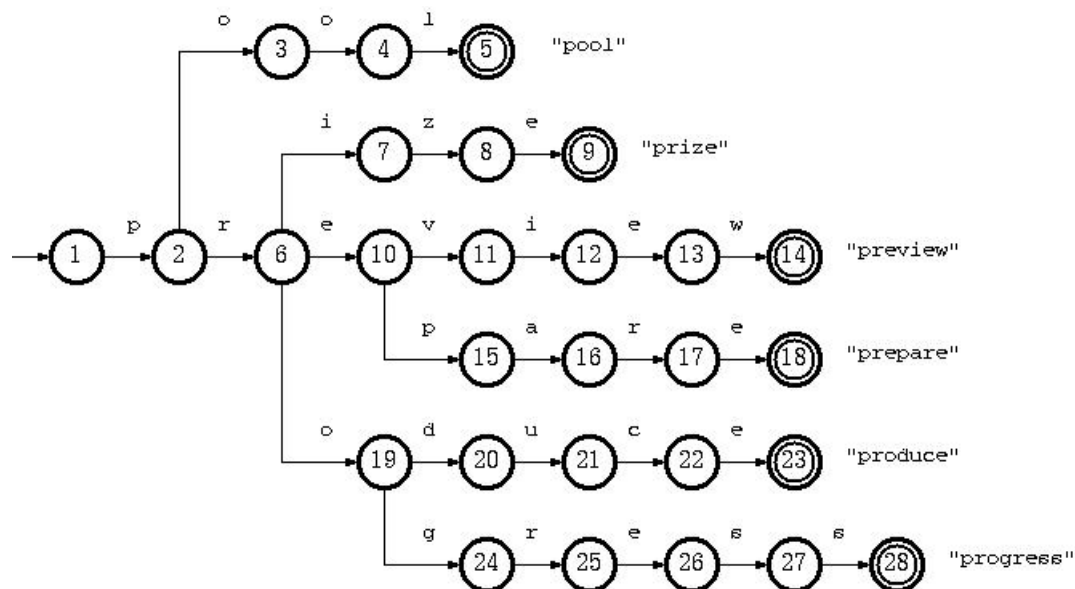 o o l
3 4 5 "pool"
i z e
7 8 9 "prize"
p r e v i e w
1 2 6 10 11 12 13 14 "preview"
p a r e
15 16 17 18 "prepare"
o d u c e
19 20 21 22 23 "produce"
g r e s s
24 25 26 27 28 "progress"